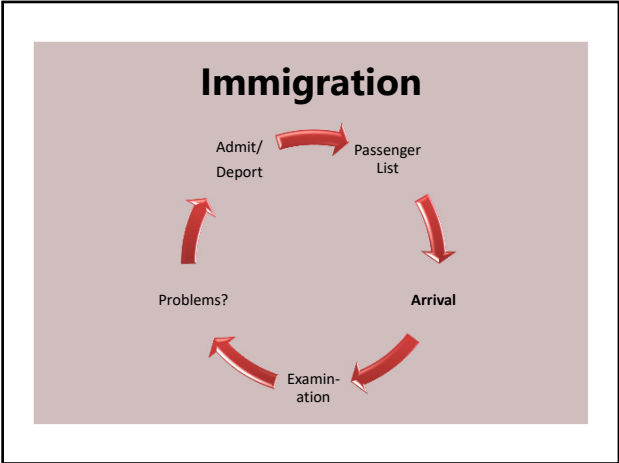 Immigration
Admit/
Deport
Passenger
List
Problems?
Arrival
Examin-
ation